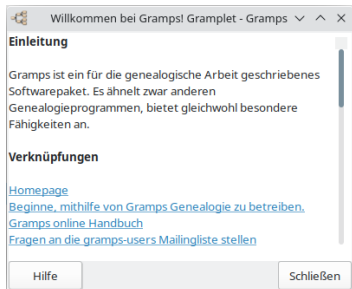 Willkommen bei Gramps! Gramplet - Gramps
Einleitung
Gramps ist ein für die genealogische Arbeit geschriebenes
Softwarepaket. Es ähnelt zwar anderen
Genealogieprogrammen, bietet gleichwohl besondere
Fähigkeiten an.
Verknüpfungen
Homepage
Beginne, mithilfe von Gramps Genealogie zu betreiben.
Gramps online Handbuch
Fragen an die gramps-users Mailingliste stellen
Hilfe
Schließen